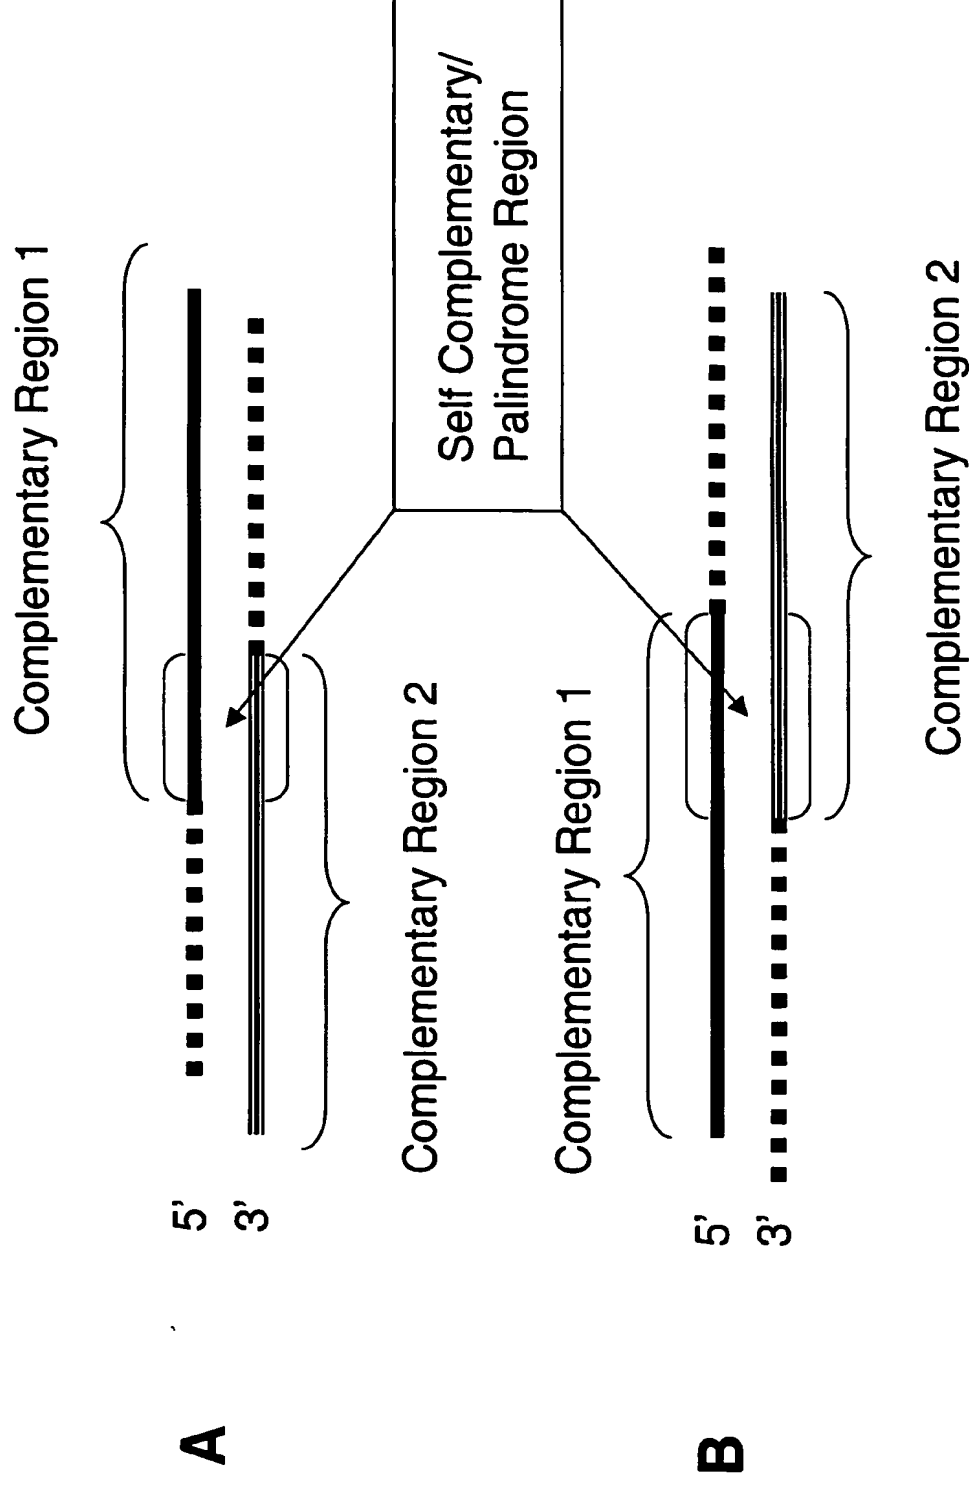 A
Complementary Region 1
5'
3'
Complementary Region 2
Self Complementary/
Palindrome Region
B
Complementary Region 1
5'
3'
Complementary Region 2